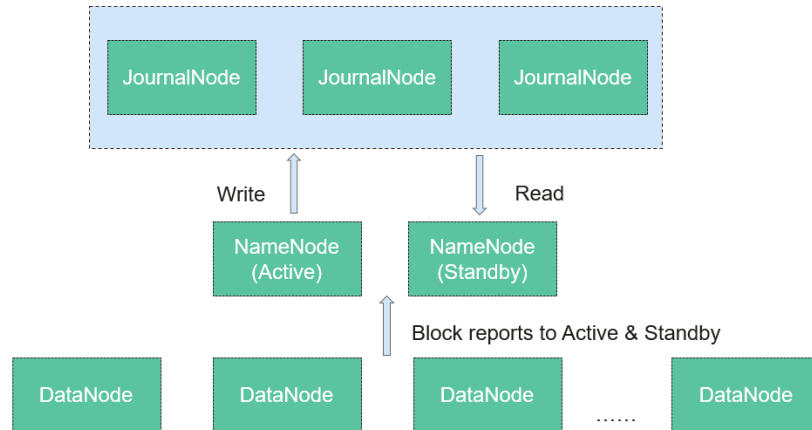 JournalNode
JournalNode
JournalNode
Write
Read
NameNode
(Active)
NameNode
(Standby)
Block reports to Active & Standby
DataNode
DataNode
DataNode
......
DataNode